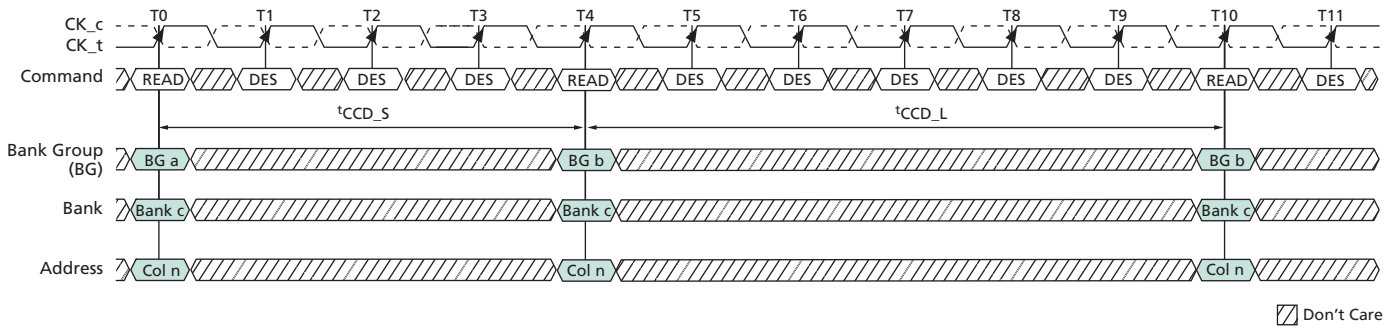 T0 T1 T2 T3 T4 T5 T6 T7 T8 T9 T10 T11
CK_c
CK_t
Command READ DES DES DES READ DES DES DES DES DES READ DES
tCCD_S tCCD_L
Bank Group
(BG)
BG a BG b BG b
Bank Bank c Bank c Bank c
Address Col n Col n Col n
Don't Care